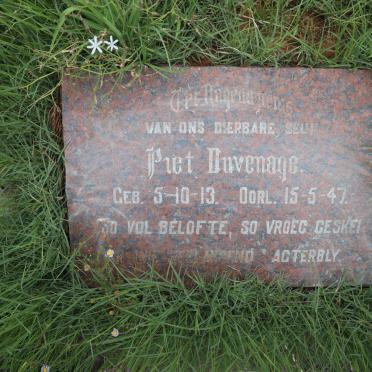 Ter Nagedagtenis
VAN ONS DIERBARE SEUN
Piet Duvenage.
GEB. 5-10-13. OORL. 15-5-47.
SO VOL BELOFTE, SO VROEG GESKEI
AGTERBLY.